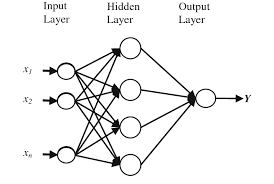 Input Layer
Hidden Layer
Output Layer
x1
x2
xn
Y